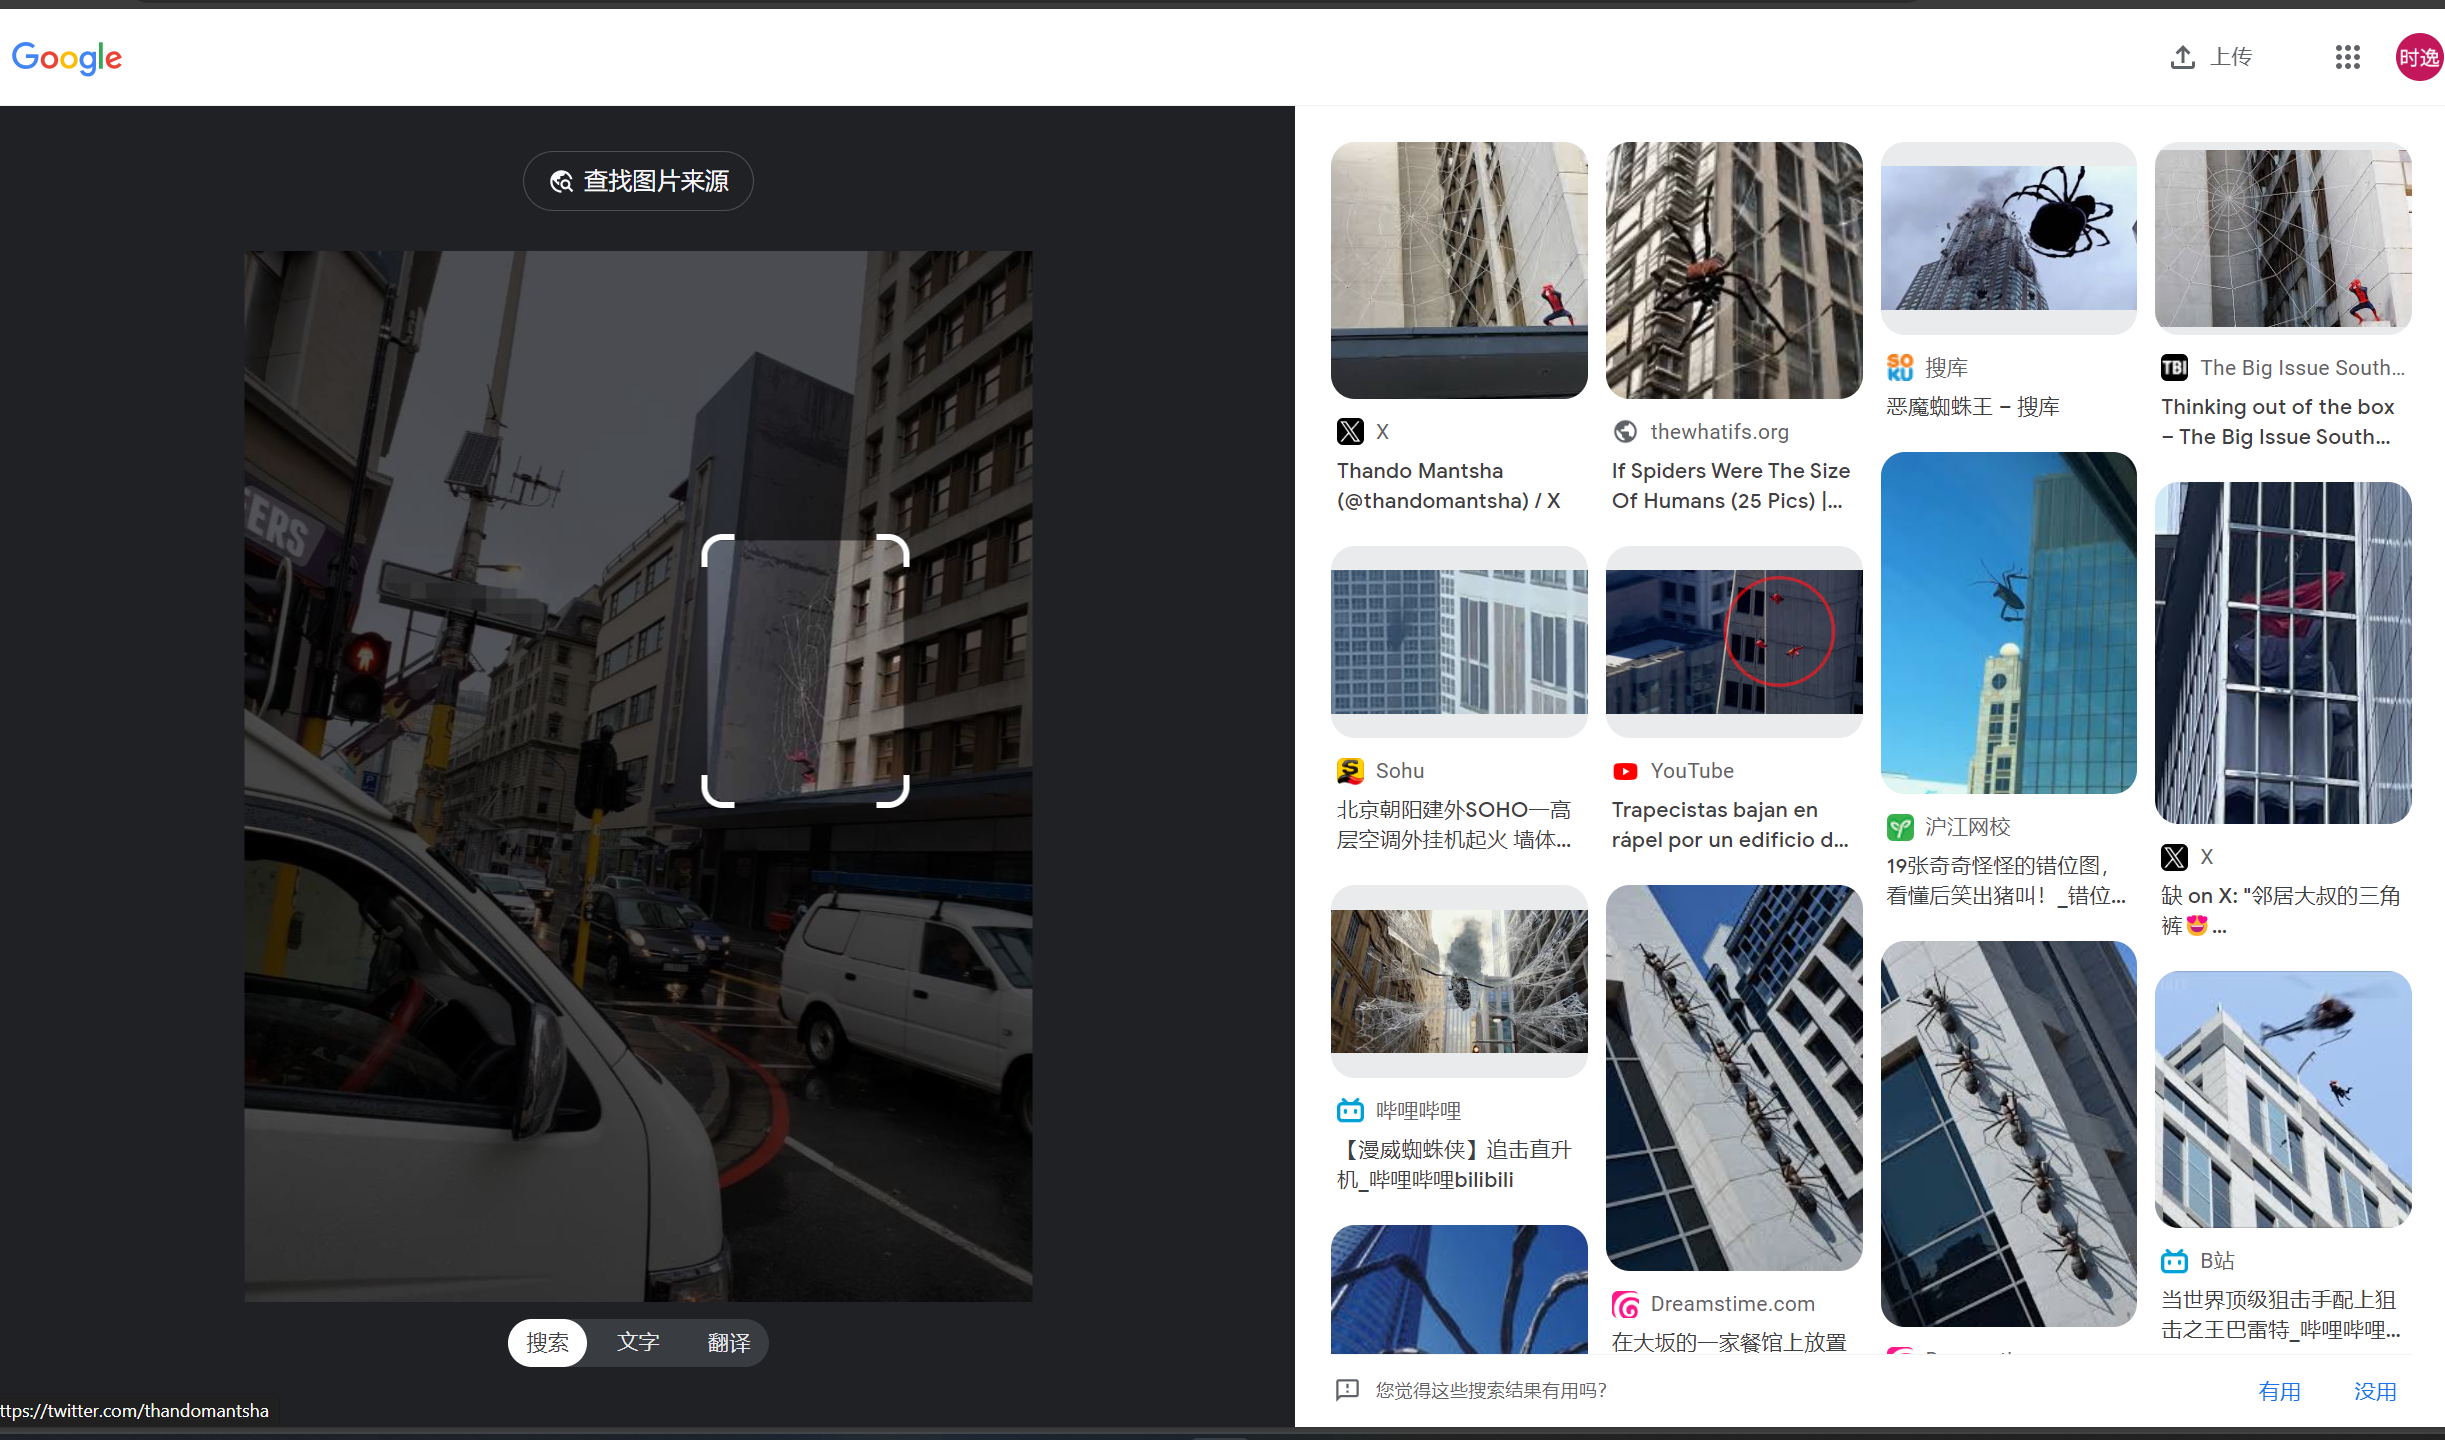 Google
上传
时逸
查找图片来源
ERS
搜索
文字
翻译
ttps://twitter.com/thandomantsha
X
Thando Mantsha
(@thandomantsha) / X
Sohu
北京朝阳建外SOHO一高
层空调外挂机起火 墙体...
哔哩哔哩
【漫威蜘蛛侠】追击直升
机_哔哩哔哩bilibili
thewhatifs.org
If Spiders Were The Size
Of Humans (25 Pics) |...
YouTube
Trapecistas bajan en
rápel por un edificio d...
Dreamstime.com
在大坂的一家餐馆上放置
SO
KU
搜库
恶魔蜘蛛王 – 搜库
沪江网校
19张奇奇怪怪的错位图，
看懂后笑出猪叫！_错位...
TBI
The Big Issue South...
Thinking out of the box
– The Big Issue South...
X
缺 on X: "邻居大叔的三角
裤😍...
B站
当世界顶级狙击手配上狙
击之王巴雷特_哔哩哔哩...
您觉得这些搜索结果有用吗？
有用
没用